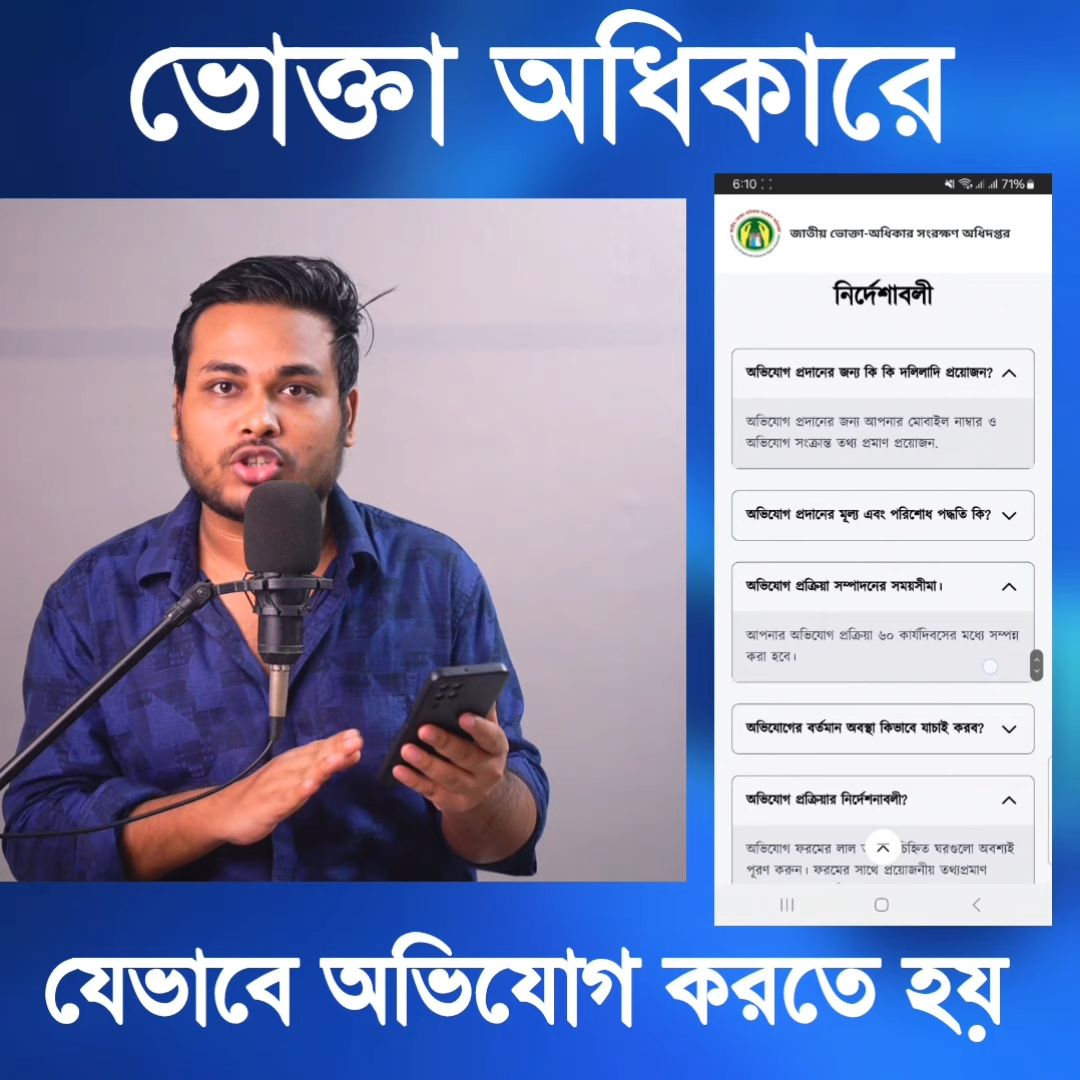 ভোক্তা অধিকারে
6:10
71%
জাতীয় ভোক্তা-অধিকার সংরক্ষণ অধিদপ্তর
নির্দেশাবলী
অভিযোগ প্রদানের জন্য কি কি দলিলাদি প্রয়োজন?
অভিযোগ প্রদানের জন্য আপনার মোবাইল নাম্বার ও
অভিযোগ সংক্রান্ত তথ্য প্রমাণ প্রয়োজন.
অভিযোগ প্রদানের মূল্য এবং পরিশোধ পদ্ধতি কি?
অভিযোগ প্রক্রিয়া সম্পাদনের সময়সীমা।
আপনার অভিযোগ প্রক্রিয়া ৬০ কার্যদিবসের মধ্যে সম্পন্ন
করা হবে।
অভিযোগের বর্তমান অবস্থা কিভাবে যাচাই করব?
অভিযোগ প্রক্রিয়ার নির্দেশনাবলী?
অভিযোগ ফরমের লাল চিহ্নিত ঘরগুলো অবশ্যই
পূরণ করুন। ফরমের সাথে প্রয়োজনীয় তথ্যপ্রমাণ
যেভাবে অভিযোগ করতে হয়